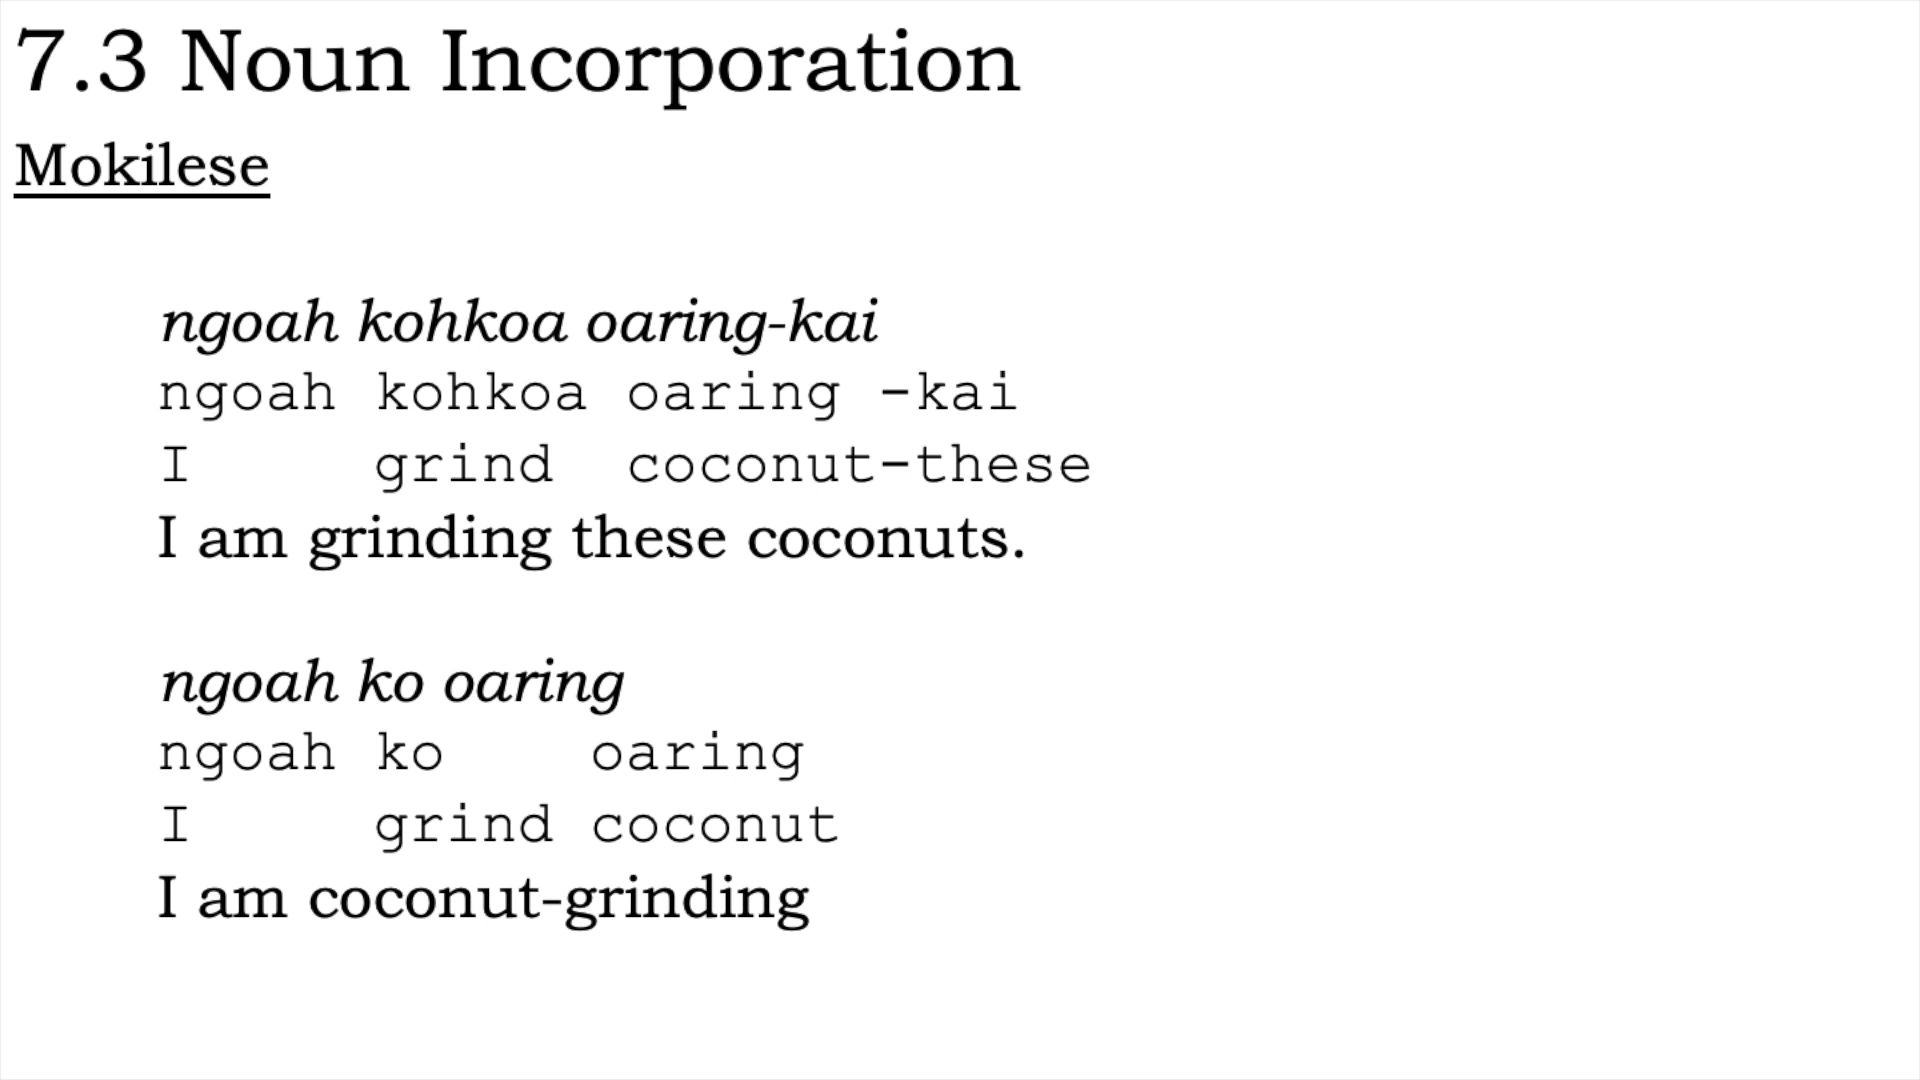 7.3 Noun Incorporation
Mokilese
ngoah kohkoa oaring-kai
ngoah kohkoa oaring -kai
I grind coconut-these
I am grinding these coconuts.
ngoah ko oaring
ngoah ko oaring
I grind coconut
I am coconut-grinding